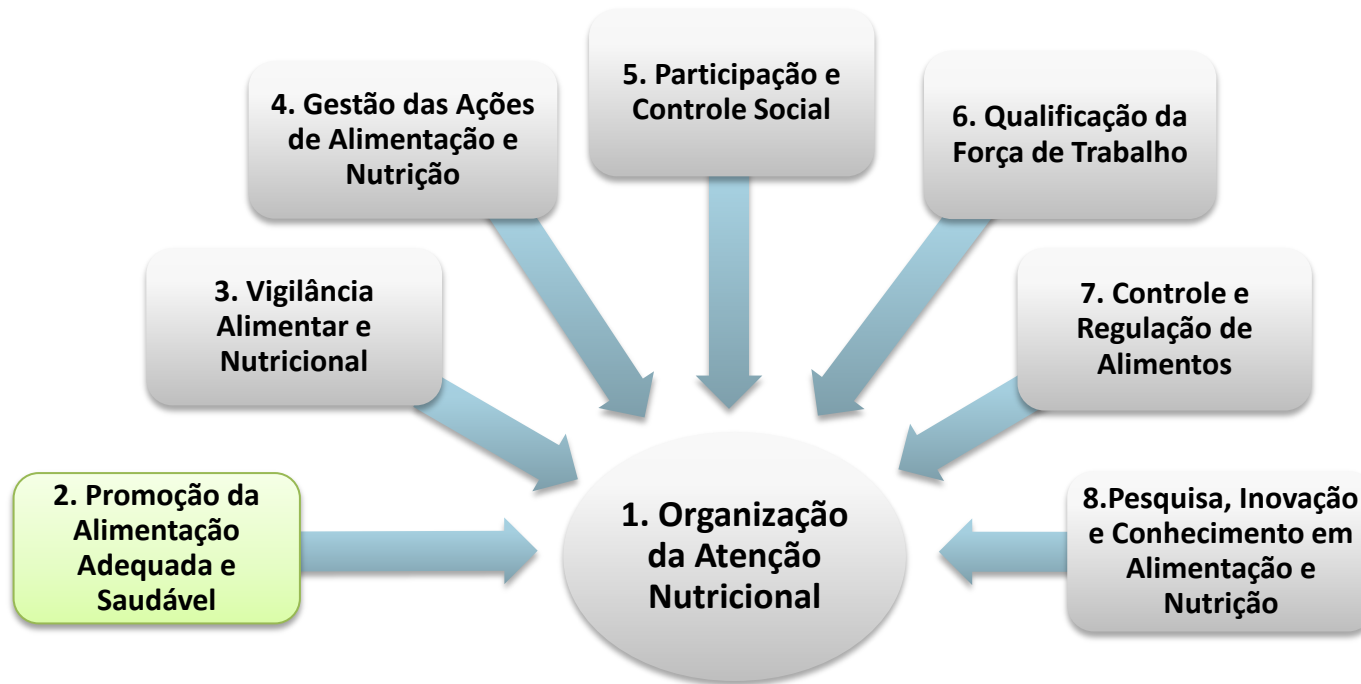 5. Participação e
Controle Social
4. Gestão das Ações
de Alimentação e
Nutrição
6. Qualificação da
Força de Trabalho
3. Vigilância
Alimentar e
Nutricional
7. Controle e
Regulação de
Alimentos
2. Promoção da
Alimentação
Adequada e
Saudável
1. Organização
da Atenção
Nutricional
8.Pesquisa, Inovação
e Conhecimento em
Alimentação e
Nutrição